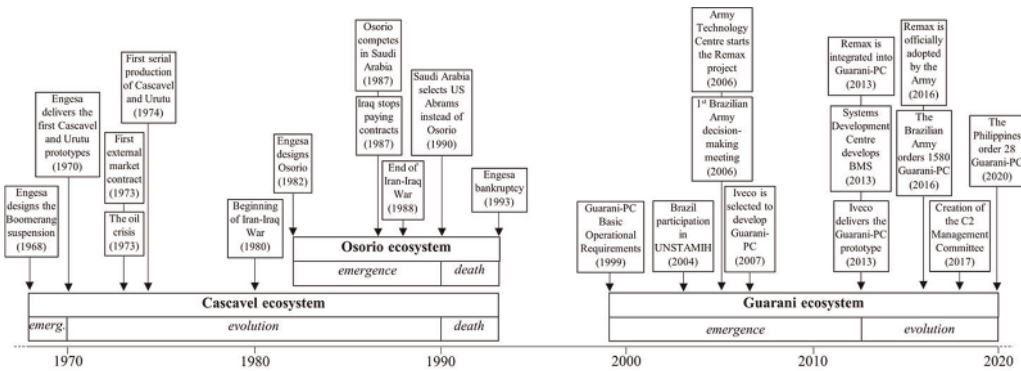 Engesa
designs the
Boomerang
suspension
(1968)
Engesa
delivers the
first Cascavel
and Urutu
prototypes
(1970)
First serial
production
of Cascavel
and Urutu
(1974)
First
external
market
contract
(1973)
The oil
crisis
(1973)
Beginning
of Iran-Iraq
War
(1980)
Engesa
designs
Osorio
(1982)
Osorio
competes
in Saudi
Arabia
(1987)
Iraq stops
paying
contracts
(1987)
End of
Iran-Iraq
War
(1988)
Saudi Arabia
selects US
Abrams
instead of
Osorio
(1990)
Engesa
bankruptcy
(1993)
Osorio ecosystem
emergence
death
Cascavel ecosystem
emerg.
evolution
death
Guarani-PC
Basic
Operational
Requirements
(1999)
Brazil
participation
in
UNSTAMIH
(2004)
Army
Technology
Centre starts
the Remax
project
(2006)
1st Brazilian
Army
decision-
making
meeting
(2006)
Iveco is
selected to
develop
Guarani-
PC
(2007)
Remax is
integrated into
Guarani-PC
(2013)
Systems
Development
Centre
develops
BMS
(2013)
Iveco
delivers the
Guarani-PC
prototype
(2013)
Remax is
officially
adopted
by the
Army
(2016)
The
Brazilian
Army
orders 1580
Guarani-PC
(2016)
Creation of
the C2
Management
Committee
(2017)
The
Philippines
order 28
Guarani-PC
(2020)
Guarani ecosystem
emergence
evolution
1970
1980
1990
2000
2010
2020